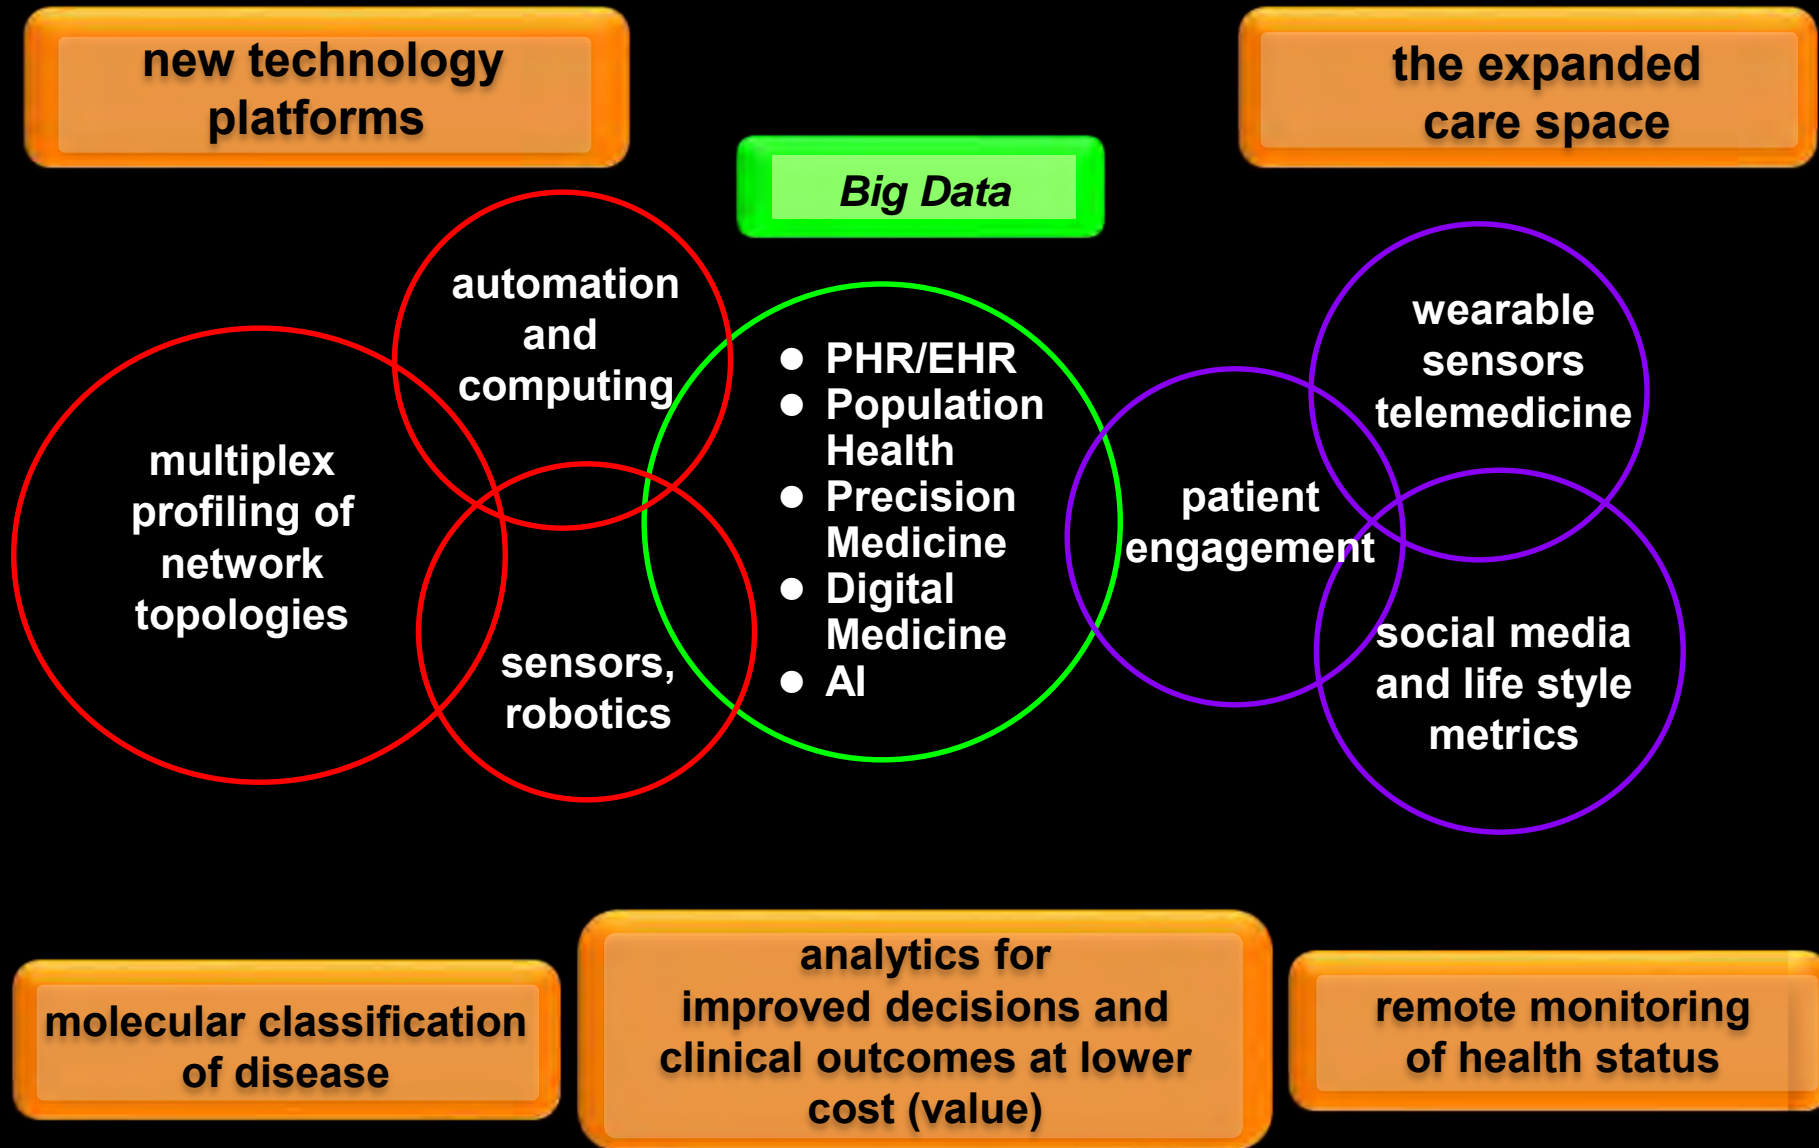 new technology
platforms
the expanded
care space
Big Data
automation
and
computing
multiplex
profiling of
network
topologies
sensors,
robotics
● PHR/EHR
● Population
Health
● Precision
Medicine
● Digital
Medicine
● AI
patient
engagement
wearable
sensors
telemedicine
social media
and life style
metrics
molecular classification
of disease
analytics for
improved decisions and
clinical outcomes at lower
cost (value)
remote monitoring
of health status